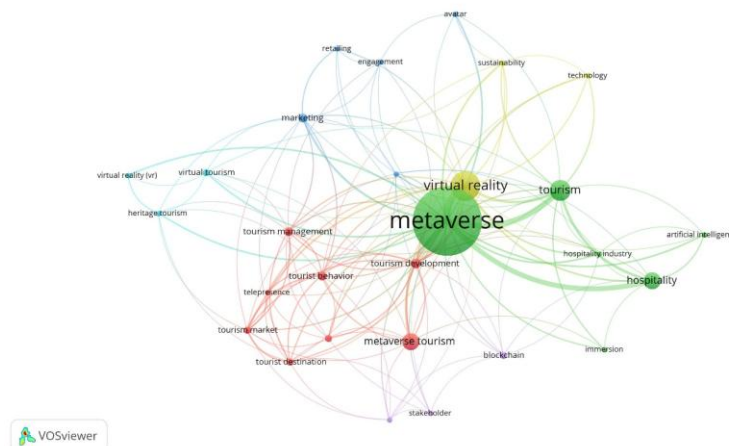 avatar
retailing
engagement
sustainability
technology
marketing
virtual reality (vr)
virtual tourism
virtual reality
tourism
heritage tourism
metaverse
tourism management
artificial intelligen
hospitality industry
tourism development
tourist behavior
hospitality
telepresence
tourism market
metaverse tourism
immersion
blockchain
tourist destination
stakeholder
VOSviewer